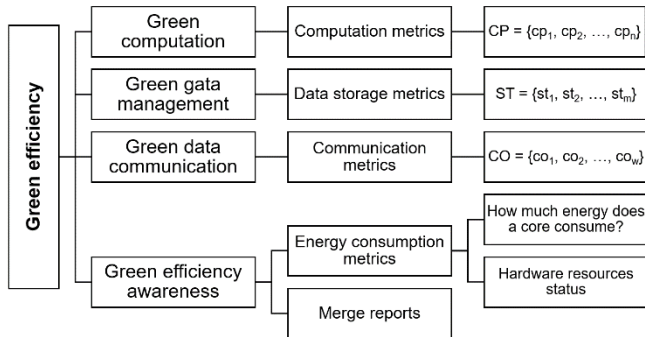 Green efficiency
Green
computation
Computation metrics
CP = {cp₁, cp₂, ..., cpₙ}
Green gata
management
Data storage metrics
ST = {st₁, st₂, ..., stₘ}
Green data
communication
Communication
metrics
CO = {co₁, co₂, ..., co_w}
Green efficiency
awareness
Energy consumption
metrics
How much energy does
a core consume?
Hardware resources
status
Merge reports